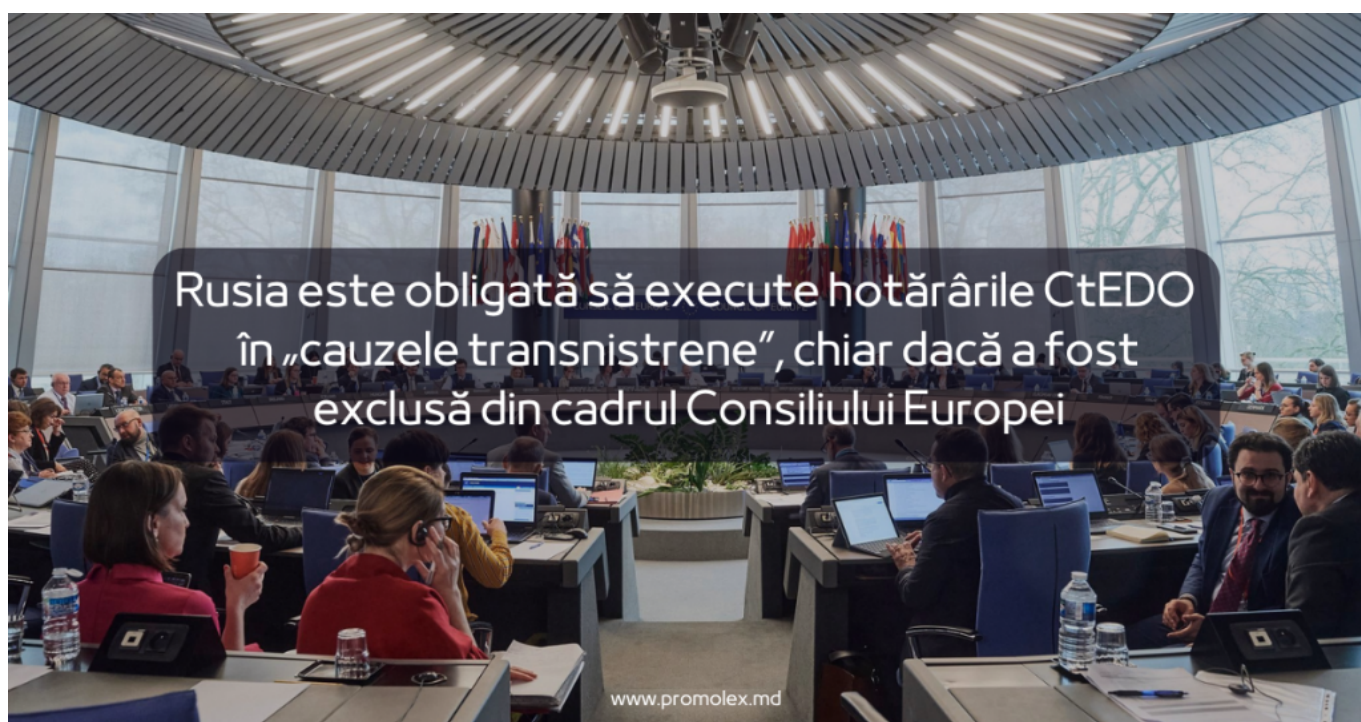 Rusia este obligată să execute hotărârile CtEDO
în „cauzele transnistrene”, chiar dacă a fost
exclusă din cadrul Consiliului Europei
www.promolex.md